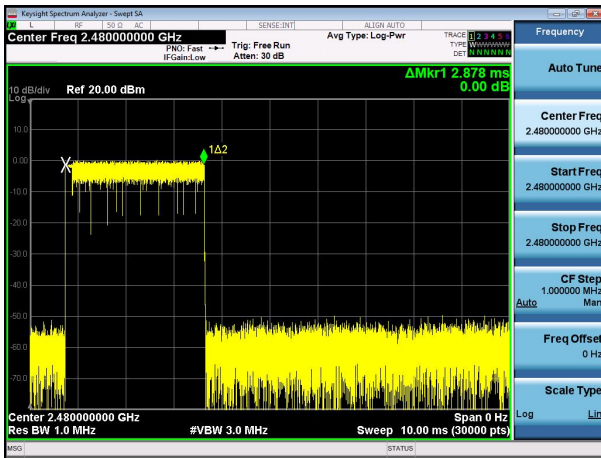 Keysight Spectrum Analyzer - Swept SA
L RF 50 Ω AC SENSE:INT ALIGN AUTO
Center Freq 2.480000000 GHz
PNO: Fast
IFGain:Low
Trig: Free Run
Atten: 30 dB
Avg Type: Log-Pwr
TRACE 1 2 3 4 5 6
TYPE WWWWWW
DET N N N N N N
ΔMkr1 2.878 ms
0.00 dB
10 dB/div Ref 20.00 dBm
Log
10.0
0.00
-10.0
-20.0
-30.0
-40.0
-50.0
-60.0
-70.0
X
1Δ2
Center 2.480000000 GHz Span 0 Hz
Res BW 1.0 MHz #VBW 3.0 MHz Sweep 10.00 ms (30000 pts)
MSG STATUS
Frequency
Auto Tune
Center Freq
2.480000000 GHz
Start Freq
2.480000000 GHz
Stop Freq
2.480000000 GHz
CF Step
1.000000 MHz
Auto Man
Freq Offset
0 Hz
Scale Type
Log Lin